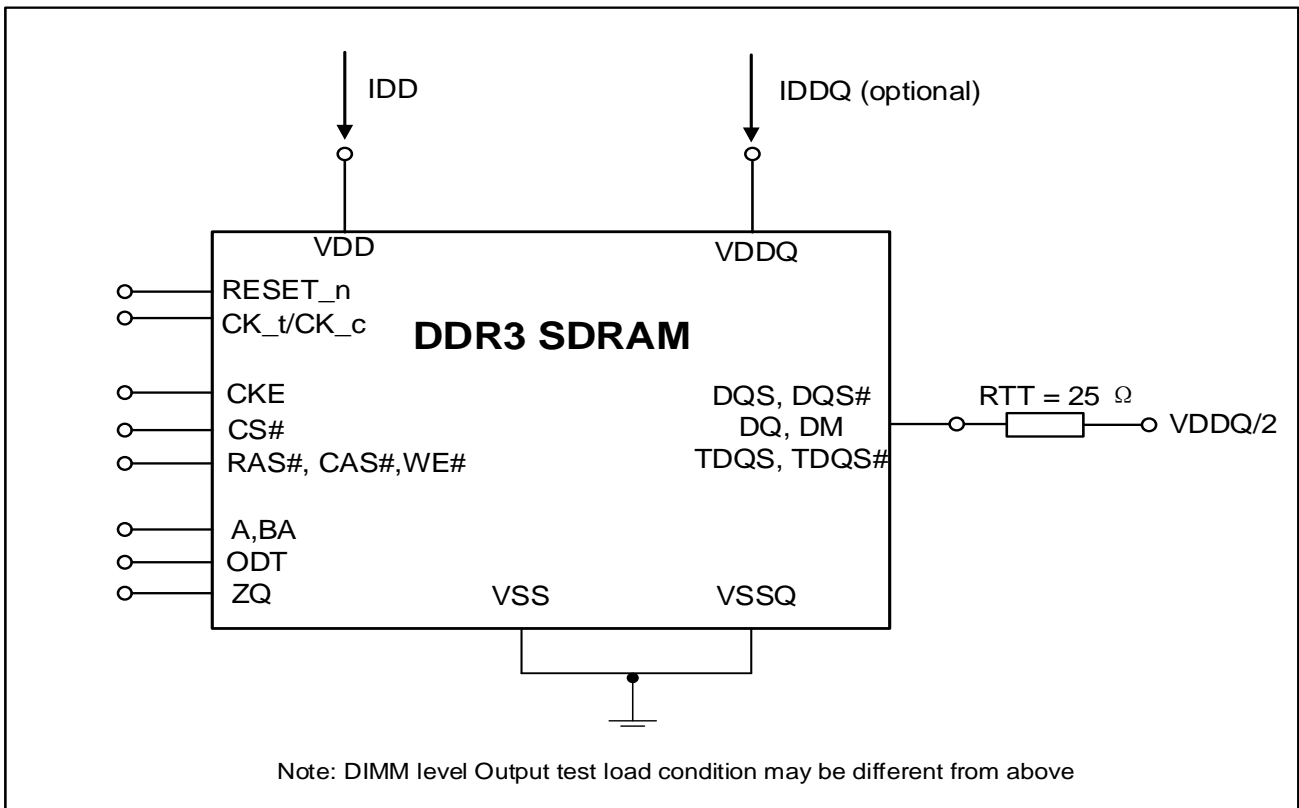 IDD
IDDQ (optional)
VDD
VDDQ
RESET_n
CK_t/CK_c
DDR3 SDRAM
CKE
CS#
RAS#, CAS#,WE#
DQS, DQS#
DQ, DM
TDQS, TDQS#
RTT = 25 Ω
VDDQ/2
A,BA
ODT
ZQ
VSS
VSSQ
Note: DIMM level Output test load condition may be different from above